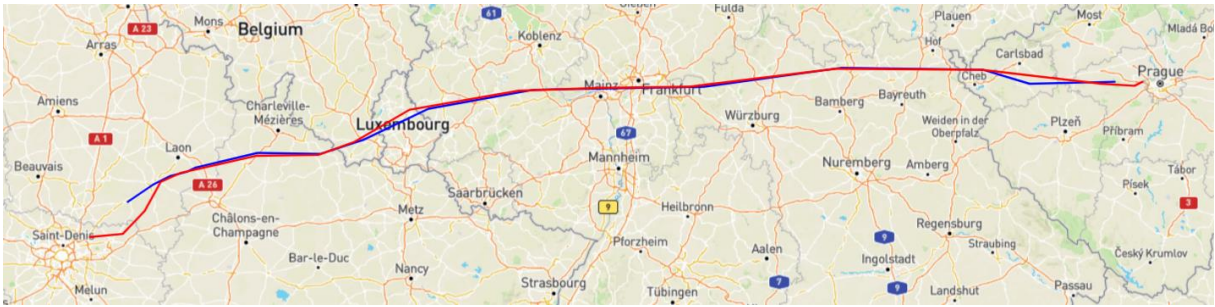 Gießen
Fulda
Plauen
Most
A 23
Mons
61
Belgium
Koblenz
Hof
Mladá Bo
Arras
Carlsbad
Prague
Cheb
Mainz
Frankfurt
Amiens
Charleville-
Mézières
Bamberg
Bayreuth
Luxembourg
Würzburg
Weiden in der
Oberpfalz
Plzeň
Příbram
A 1
67
Laon
Beauvais
Mannheim
Nuremberg
Amberg
Tábor
A 26
Saarbrücken
Písek
9
3
Châlons-en-
Champagne
Metz
Heilbronn
Regensburg
Saint-Denis
9
Pforzheim
Aalen
Straubing
Český Krumlov
Bar-le-Duc
Nancy
Ingolstadt
Melun
Strasbourg
7
9
Tübingen
Landshut
Passau